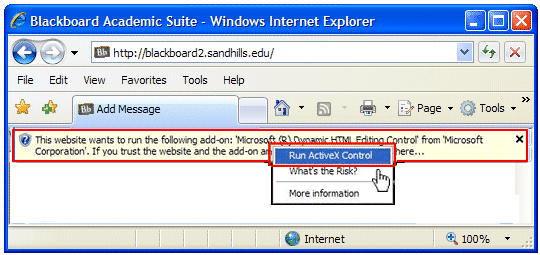 Blackboard Academic Suite - Windows Internet Explorer
Bb http://blackboard2.sandhills.edu/
File Edit View Favorites Tools Help
Bb Add Message Page Tools »
This website wants to run the following add-on: 'Microsoft (R) Dynamic HTML Editing Control' from 'Microsoft
Corporation'. If you trust the website and the add-on an here...
Run ActiveX Control
What's the Risk?
More information
Internet 100%